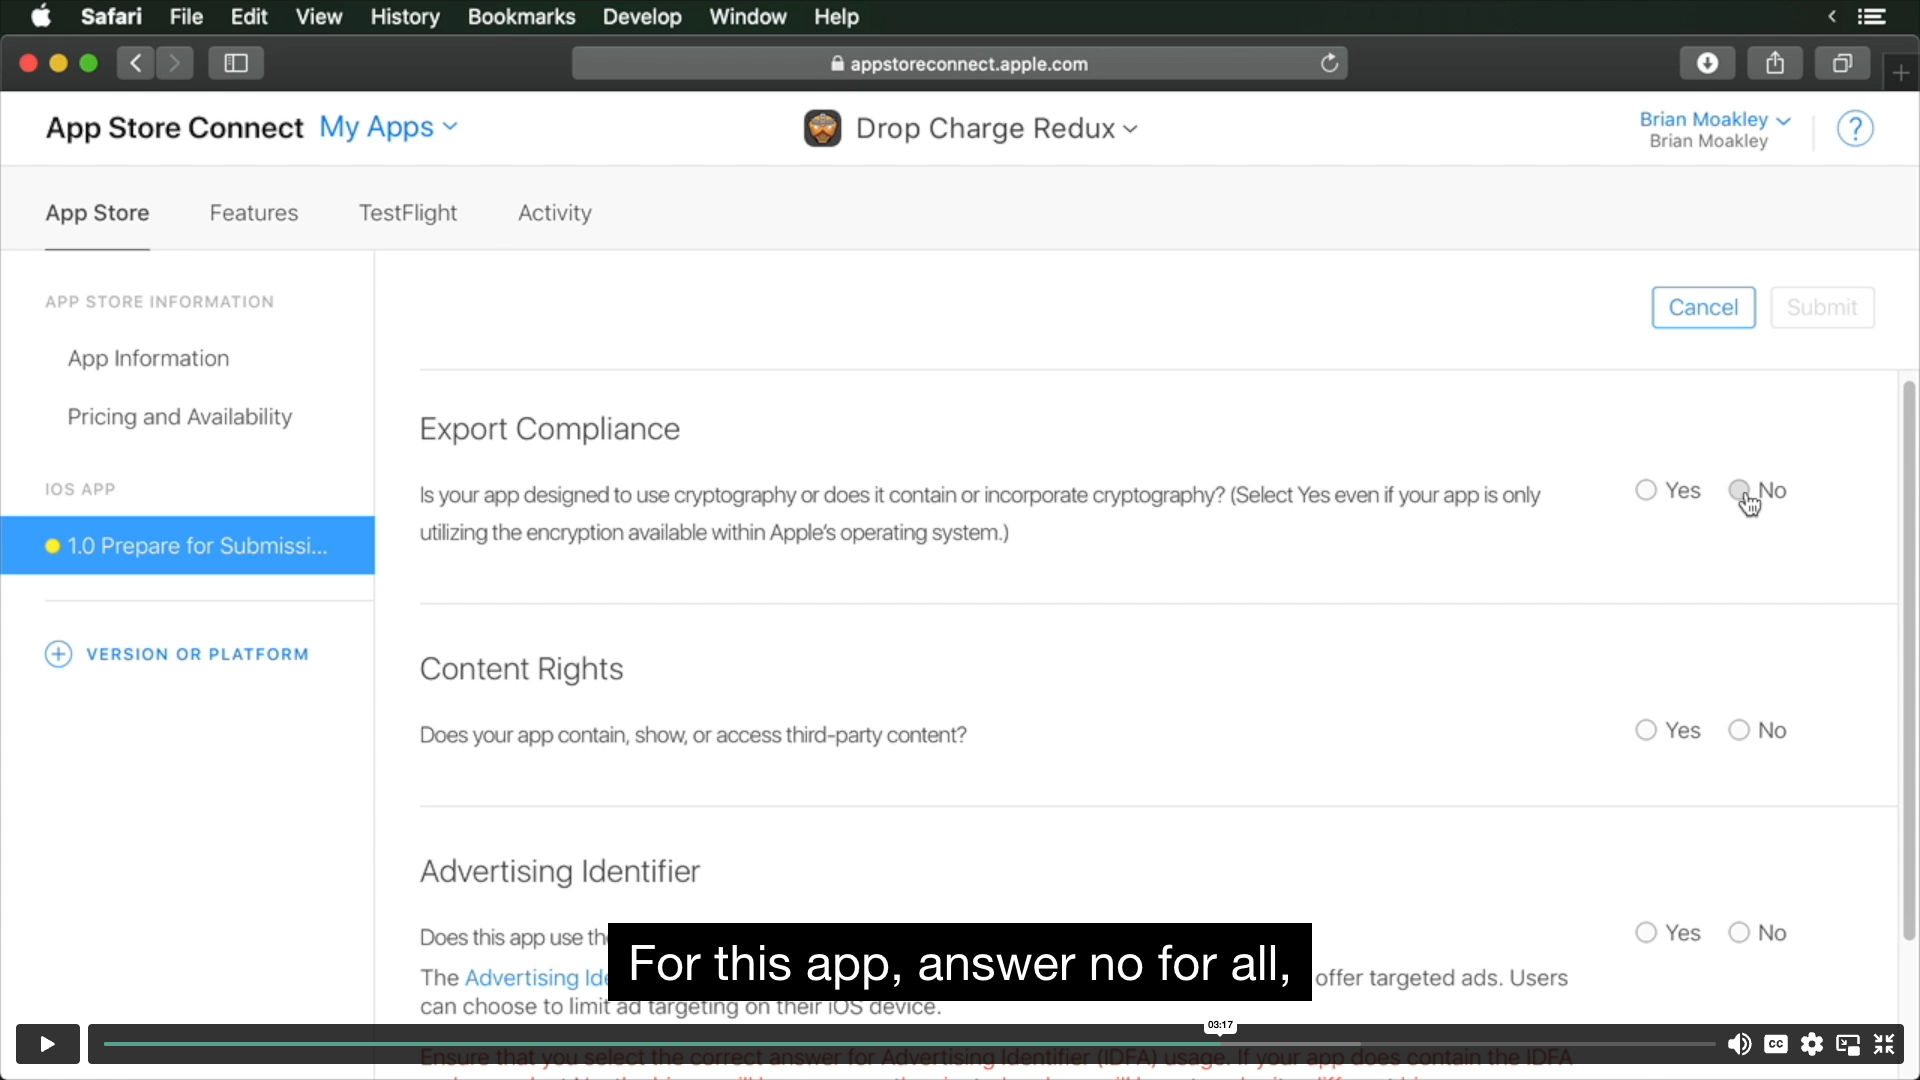 Safari File Edit View History Bookmarks Develop Window Help
appstoreconnect.apple.com
App Store Connect My Apps
Drop Charge Redux
Brian Moakley
Brian Moakley
?
App Store Features TestFlight Activity
APP STORE INFORMATION
App Information
Pricing and Availability
IOS APP
1.0 Prepare for Submissi...
VERSION OR PLATFORM
Cancel Submit
Export Compliance
Is your app designed to use cryptography or does it contain or incorporate cryptography? (Select Yes even if your app is only
utilizing the encryption available within Apple's operating system.)
Yes No
Content Rights
Does your app contain, show, or access third-party content?
Yes No
Advertising Identifier
Does this app use
Yes No
The Advertising
offer targeted ads. Users
can choose to limit ad targeting on their iOS device.
For this app, answer no for all,
03:17
CC
Ensure that you select the correct answer for Advertising Identifier (IDFA) usage. If your app does contain the IDFA